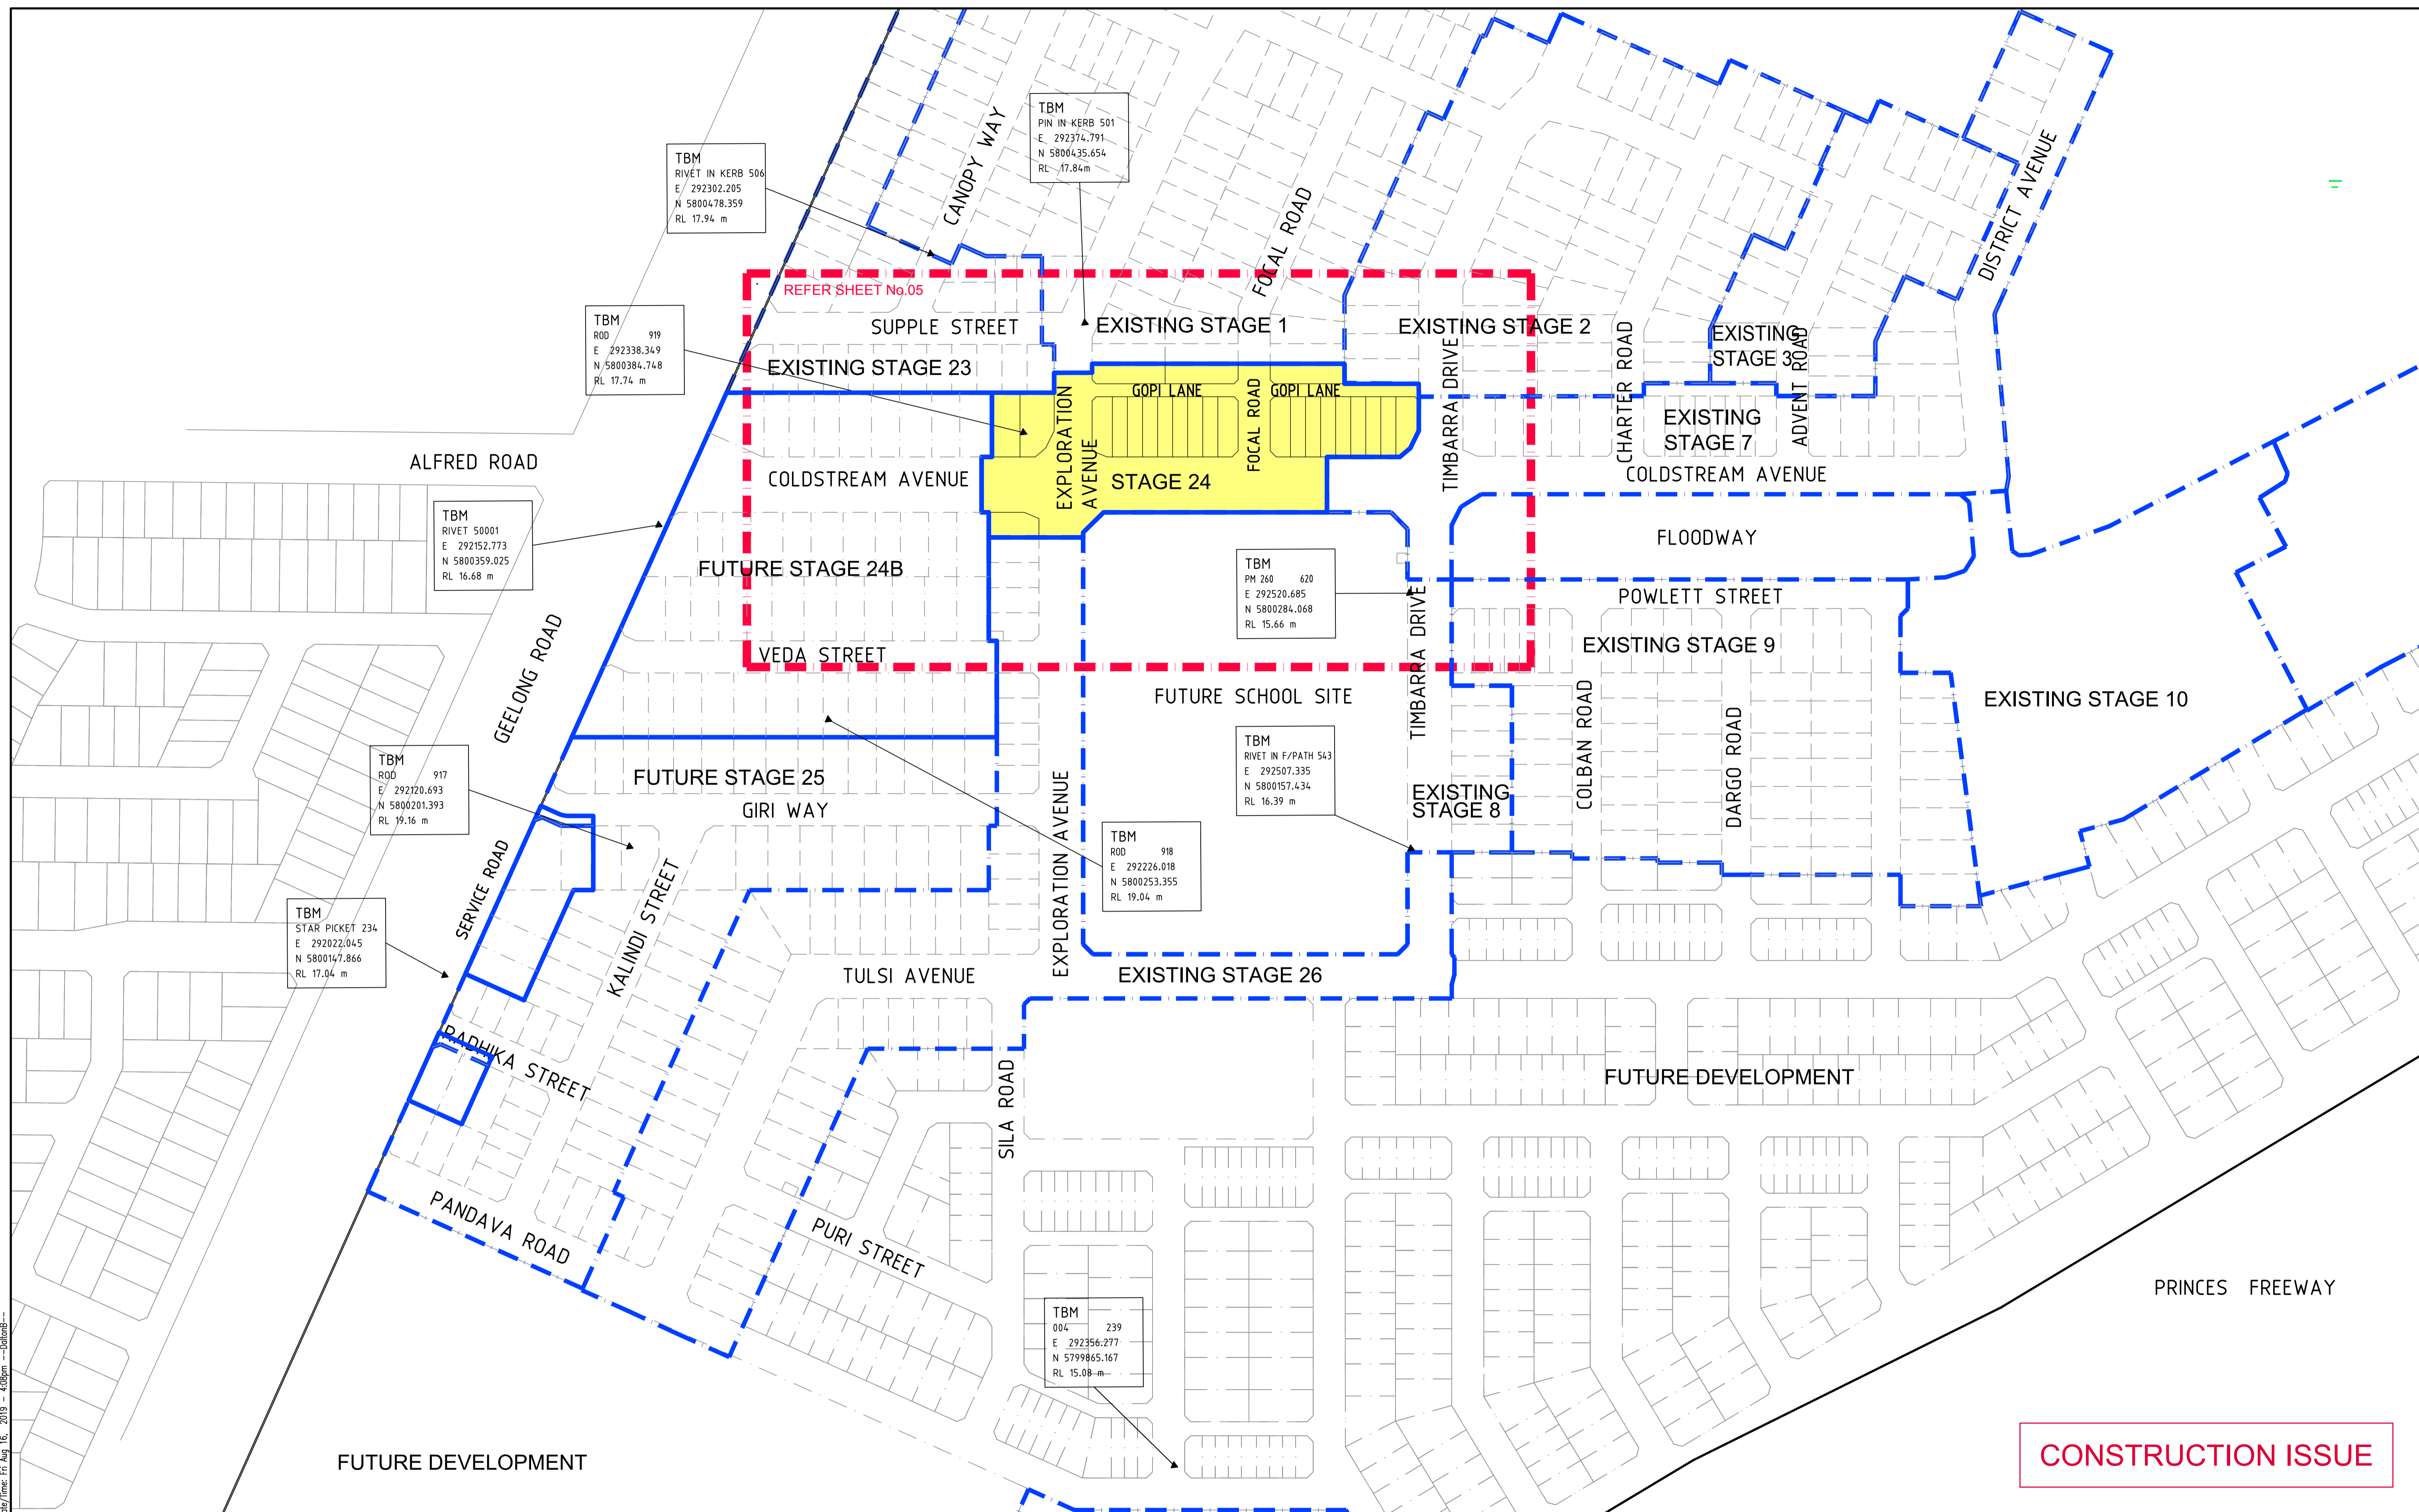 TBM
PIN IN KERB 501
E 292374.791
N 5800435.654
RL 17.84m
TBM
RIVET IN KERB 506
E 292302.205
N 5800478.359
RL 17.94 m
CANOPY WAY
FOCAL ROAD
DISTRICT AVENUE
REFER SHEET No.05
TBM
ROD 919
E 292338.349
N 5800384.748
RL 17.74 m
SUPPLE STREET
EXISTING STAGE 1
EXISTING STAGE 2
EXISTING
STAGE 3
EXISTING STAGE 23
TIMBARRA DRIVE
CHARTER ROAD
ADVENT ROAD
GOPI LANE
GOPI LANE
EXPLORATION
AVENUE
FOCAL ROAD
EXISTING
STAGE 7
ALFRED ROAD
COLDSTREAM AVENUE
STAGE 24
COLDSTREAM AVENUE
TBM
RIVET 50001
E 292152.773
N 5800359.025
RL 16.68 m
FLOODWAY
FUTURE STAGE 24B
TBM
PM 260 620
E 292520.685
N 5800284.068
RL 15.66 m
POWLETT STREET
TIMBARRA DRIVE
EXISTING STAGE 9
VEDA STREET
GEELONG ROAD
FUTURE SCHOOL SITE
EXISTING STAGE 10
COLBAN ROAD
DARGO ROAD
TBM
RIVET IN F/PATH 543
E 292507.335
N 5800157.434
RL 16.39 m
TBM
ROD 917
E 292120.693
N 5800201.393
RL 19.16 m
FUTURE STAGE 25
GIRI WAY
EXISTING
STAGE 8
TBM
ROD 918
E 292226.018
N 5800253.355
RL 19.04 m
EXPLORATION AVENUE
SERVICE ROAD
KALINDI STREET
TBM
STAR PICKET 234
E 292022.045
N 5800147.866
RL 17.04 m
TULSI AVENUE
EXISTING STAGE 26
RADHIKA STREET
SILA ROAD
FUTURE DEVELOPMENT
PANDAVA ROAD
PURI STREET
PRINCES FREEWAY
TBM
004 239
E 292356.277
N 5799865.167
RL 15.08 m
FUTURE DEVELOPMENT
CONSTRUCTION ISSUE
Fri Aug 16, 2019 - 4:08pm --DaltonB--